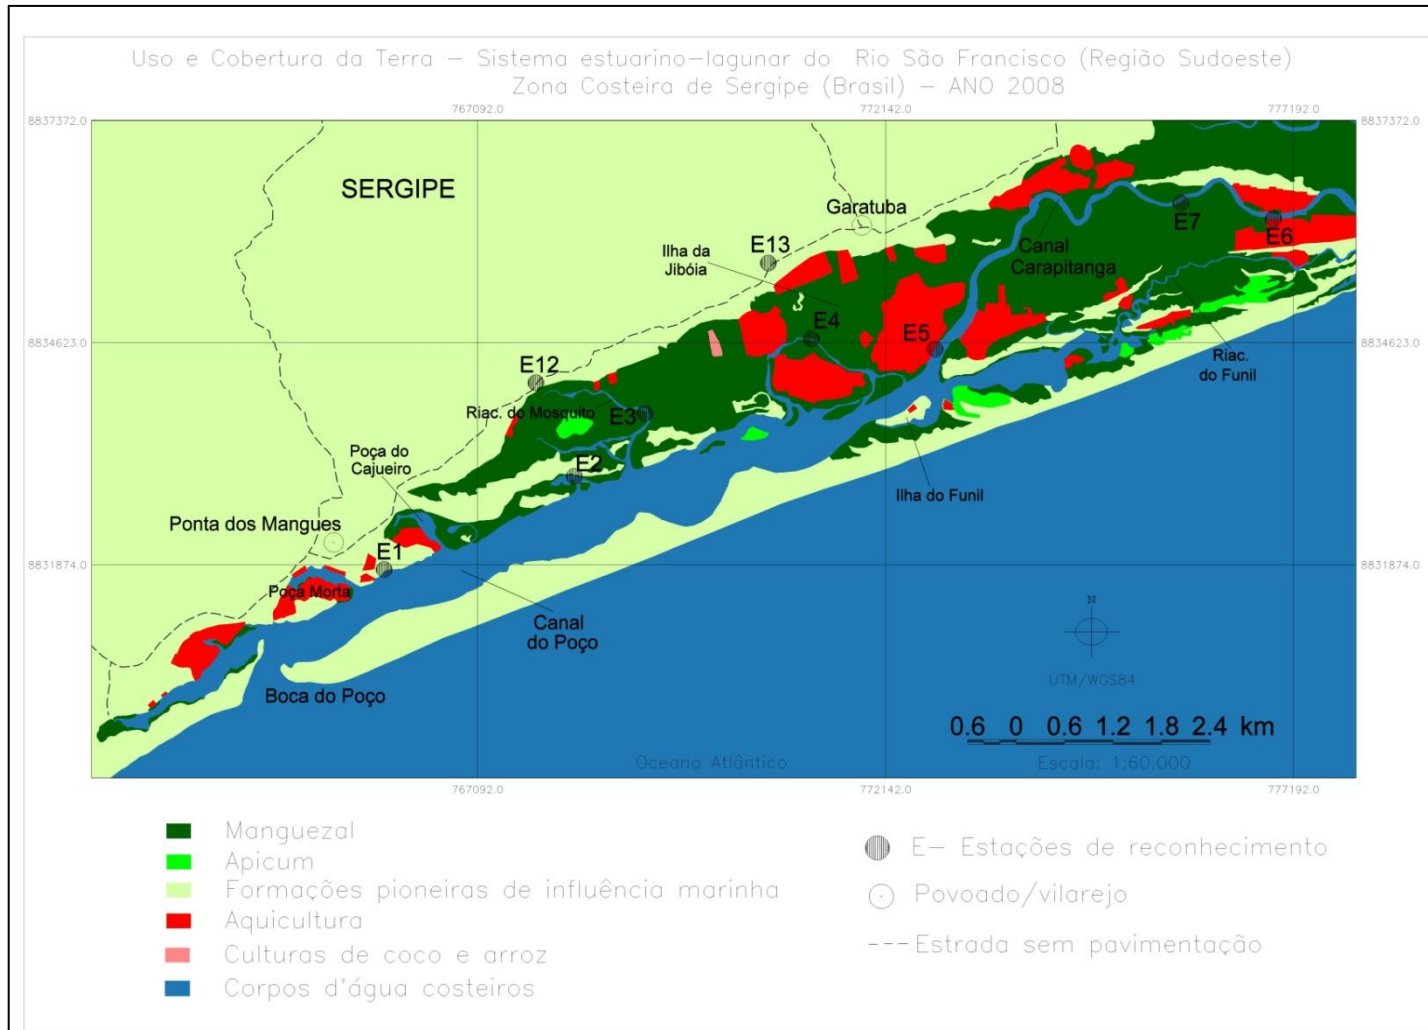 Uso e Cobertura da Terra – Sistema estuarino–lagunar do Rio São Francisco (Região Sudoeste)
Zona Costeira de Sergipe (Brasil) – ANO 2008
767092.0
772142.0
777192.0
8837372.0
8837372.0
SERGIPE
Garatuba
E7
E6
E13
Ilha da
Jibóia
Canal
Carapitanga
E4
8834623.0
E5
8834623.0
Riac.
do Funil
E12
Riac. do Mosquito
E3
Poça do
Cajueiro
E2
Ilha do Funil
Ponta dos Mangues
E1
8831874.0
8831874.0
Poça Morta
Canal
do Poço
N
Boca do Poço
UTM/WGS84
0.6 0 0.6 1.2 1.8 2.4 km
Oceano Atlântico
Escala: 1:60.000
767092.0
772142.0
777192.0
Manguezal
Apicum
Formações pioneiras de influência marinha
Aquicultura
Culturas de coco e arroz
Corpos d'água costeiros
E– Estações de reconhecimento
Povoado/vilarejo
Estrada sem pavimentação